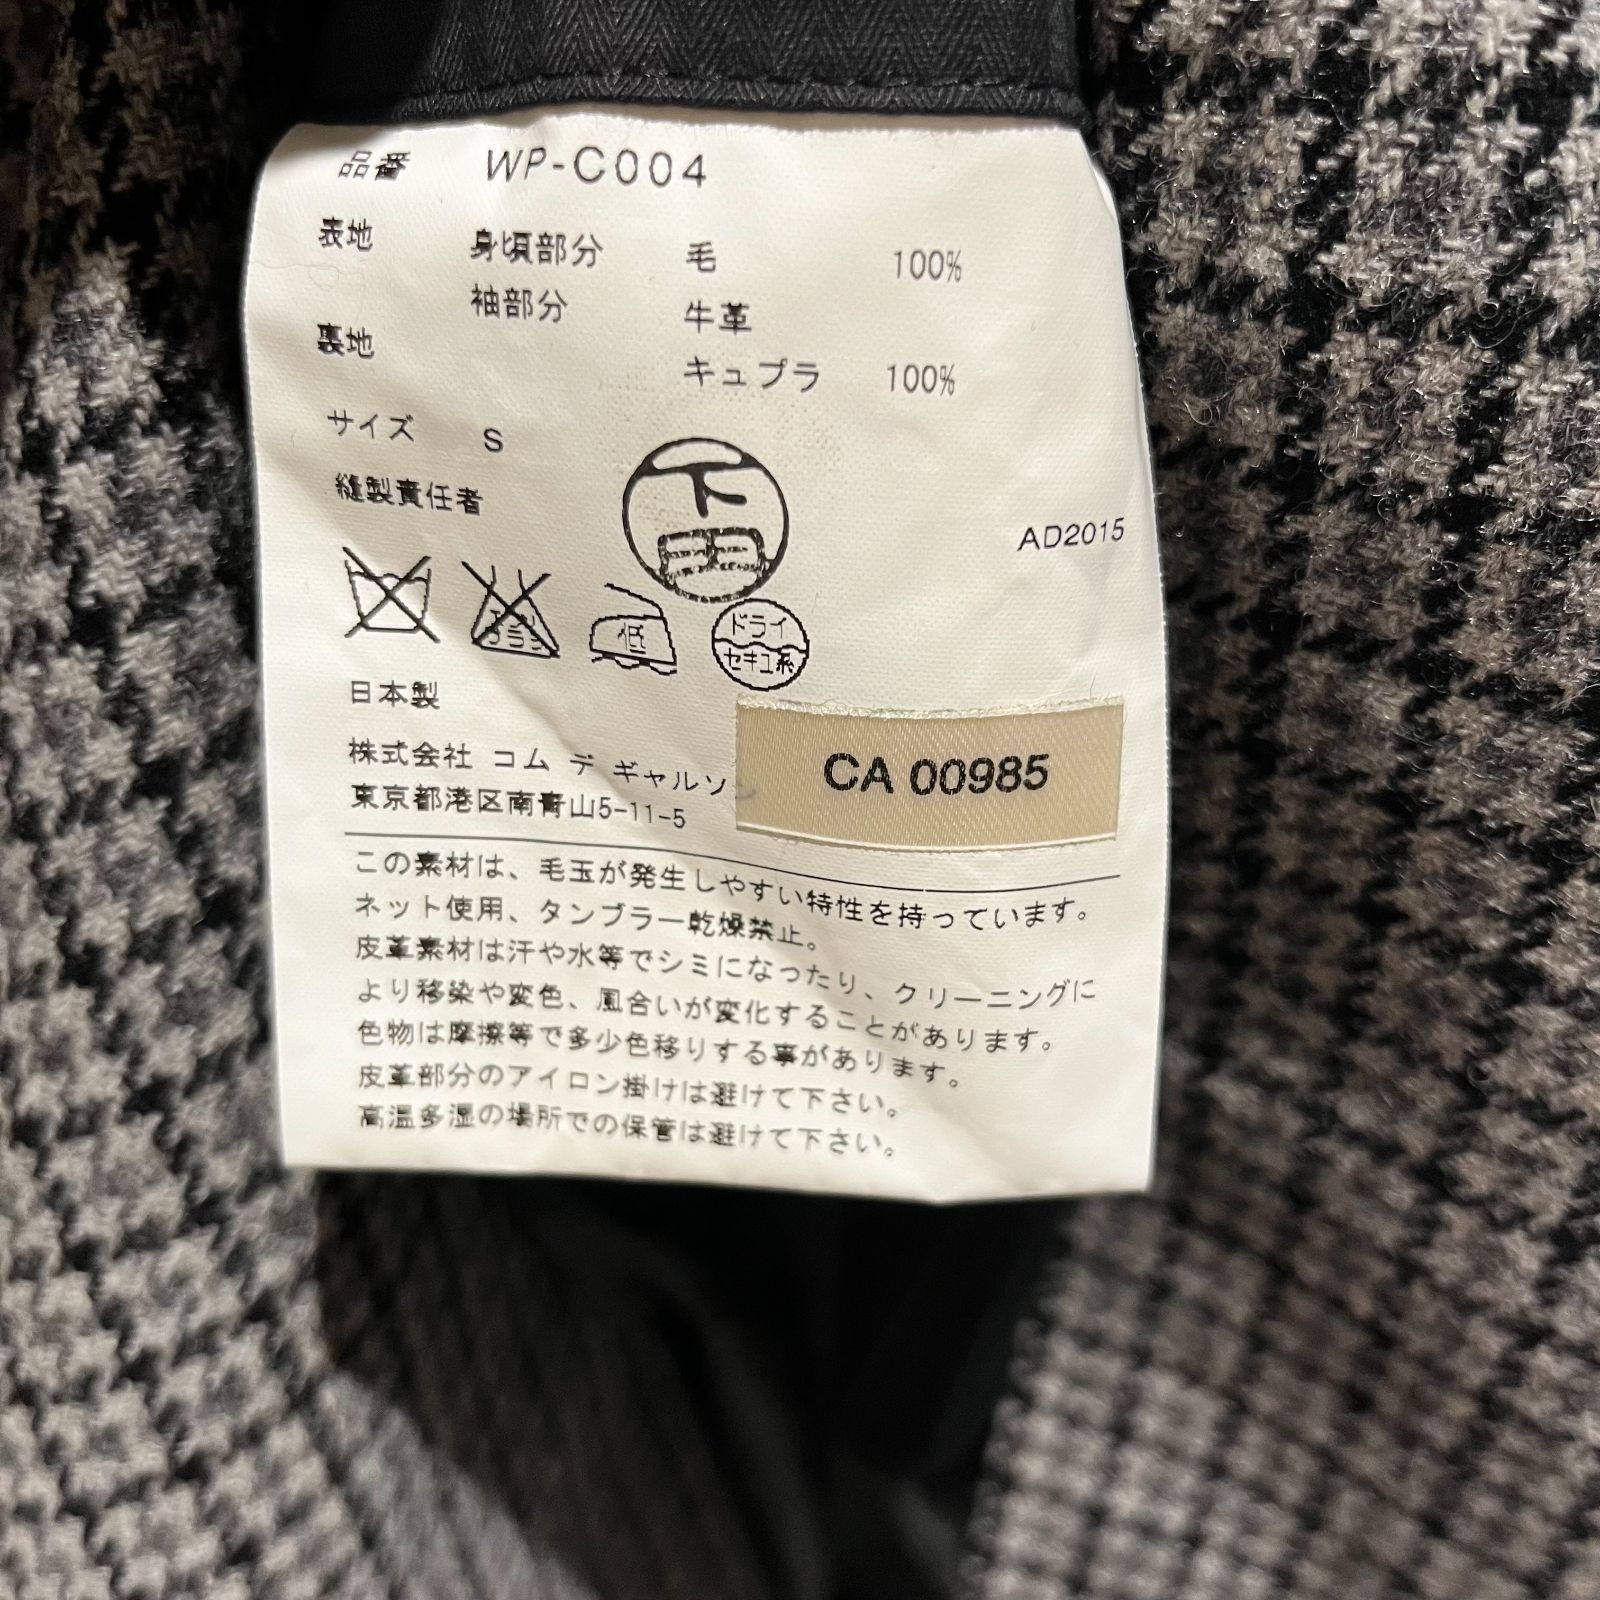 品番 WP-C004
表地 身頃部分 毛 100%
袖部分 牛革
裏地 キュプラ 100%
サイズ S
縫製責任者 下
AD2015
エンソ サラシ
低
ドライ
セキユ系
日本製
株式会社 コム デ ギャルソン
東京都港区南青山5-11-5
CA 00985
この素材は、毛玉が発生しやすい特性を持っています。
ネット使用、タンブラー乾燥禁止。
皮革素材は汗や水等でシミになったり、クリーニングに
より移染や変色、風合いが変化することがあります。
色物は摩擦等で多少色移りする事があります。
皮革部分のアイロン掛けは避けて下さい。
高温多湿の場所での保管は避けて下さい。